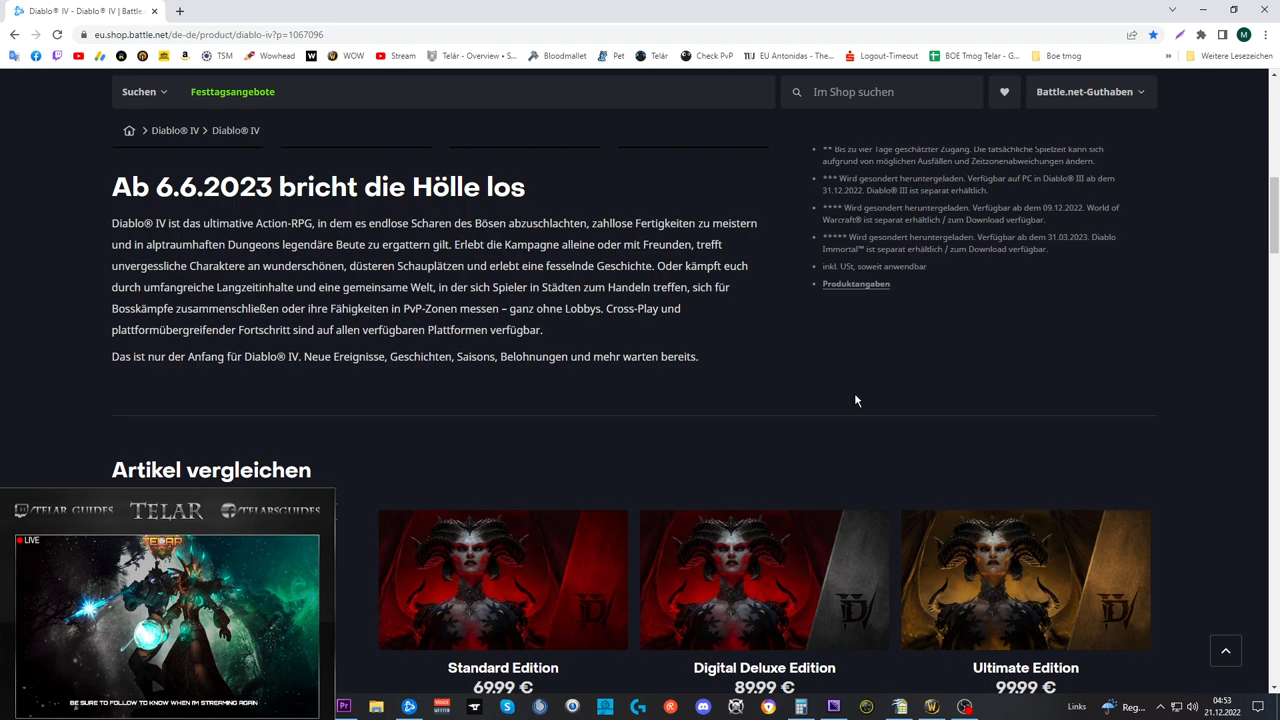 Diablo® IV - Diablo® IV | Battle.
eu.shop.battle.net/de-de/product/diablo-iv?p=1067096
M
TSM
Wowhead
WOW
Stream
Telár - Overview • S...
Bloodmallet
Pet
Telár
Check PvP
EU Antonidas - The...
Logout-Timeout
BOE Tmog Telar - G...
Boe tmog
»
Weitere Lesezeichen
Suchen
Festtagsangebote
Im Shop suchen
Battle.net-Guthaben
Diablo® IV
Diablo® IV
Ab 6.6.2023 bricht die Hölle los
Diablo® IV ist das ultimative Action-RPG, in dem es endlose Scharen des Bösen abzuschlachten, zahllose Fertigkeiten zu meistern
und in alptraumhaften Dungeons legendäre Beute zu ergattern gilt. Erlebt die Kampagne alleine oder mit Freunden, trefft
unvergessliche Charaktere an wunderschönen, düsteren Schauplätzen und erlebt eine fesselnde Geschichte. Oder kämpft euch
durch umfangreiche Langzeitinhalte und eine gemeinsame Welt, in der sich Spieler in Städten zum Handeln treffen, sich für
Bosskämpfe zusammenschließen oder ihre Fähigkeiten in PvP-Zonen messen – ganz ohne Lobbys. Cross-Play und
plattformübergreifender Fortschritt sind auf allen verfügbaren Plattformen verfügbar.
Das ist nur der Anfang für Diablo® IV. Neue Ereignisse, Geschichten, Saisons, Belohnungen und mehr warten bereits.
• ** Bis zu vier Tage geschätzter Zugang. Die tatsächliche Spielzeit kann sich
aufgrund von möglichen Ausfällen und Zeitzonenabweichungen ändern.
• *** Wird gesondert heruntergeladen. Verfügbar auf PC in Diablo® III ab dem
31.12.2022. Diablo® III ist separat erhältlich.
• **** Wird gesondert heruntergeladen. Verfügbar ab dem 09.12.2022. World of
Warcraft® ist separat erhältlich / zum Download verfügbar.
• ***** Wird gesondert heruntergeladen. Verfügbar ab dem 31.03.2023. Diablo
Immortal™ ist separat erhältlich / zum Download verfügbar.
• inkl. USt, soweit anwendbar
• Produktangaben
Artikel vergleichen
Standard Edition
69.99 €
Digital Deluxe Edition
89.99 €
Ultimate Edition
99.99 €
/TELAR GUIDES
TELAR
/TELARSGUIDES
LIVE
TELAR
BE SURE TO FOLLOW TO KNOW WHEN I'M STREAMING AGAIN
Links
Reg...
04:53
21.12.2022